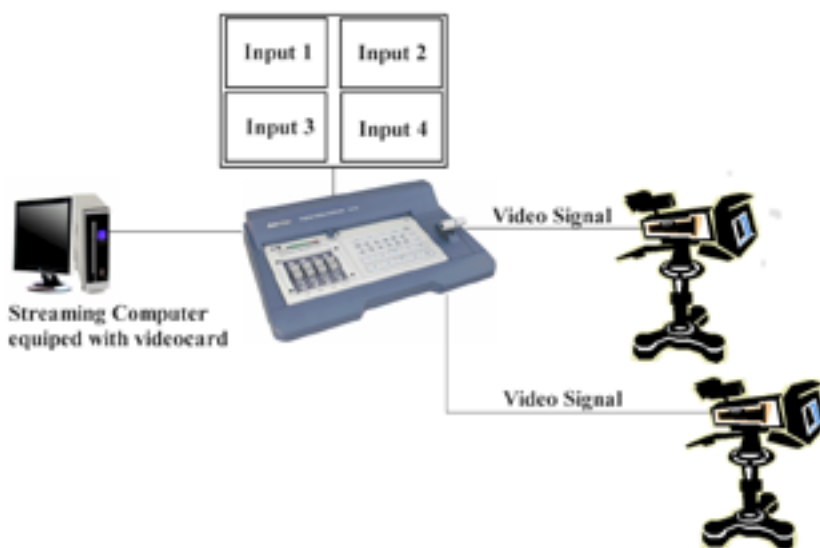 Input 1
Input 2
Input 3
Input 4
Video Signal
Streaming Computer
equiped with videocard
Video Signal